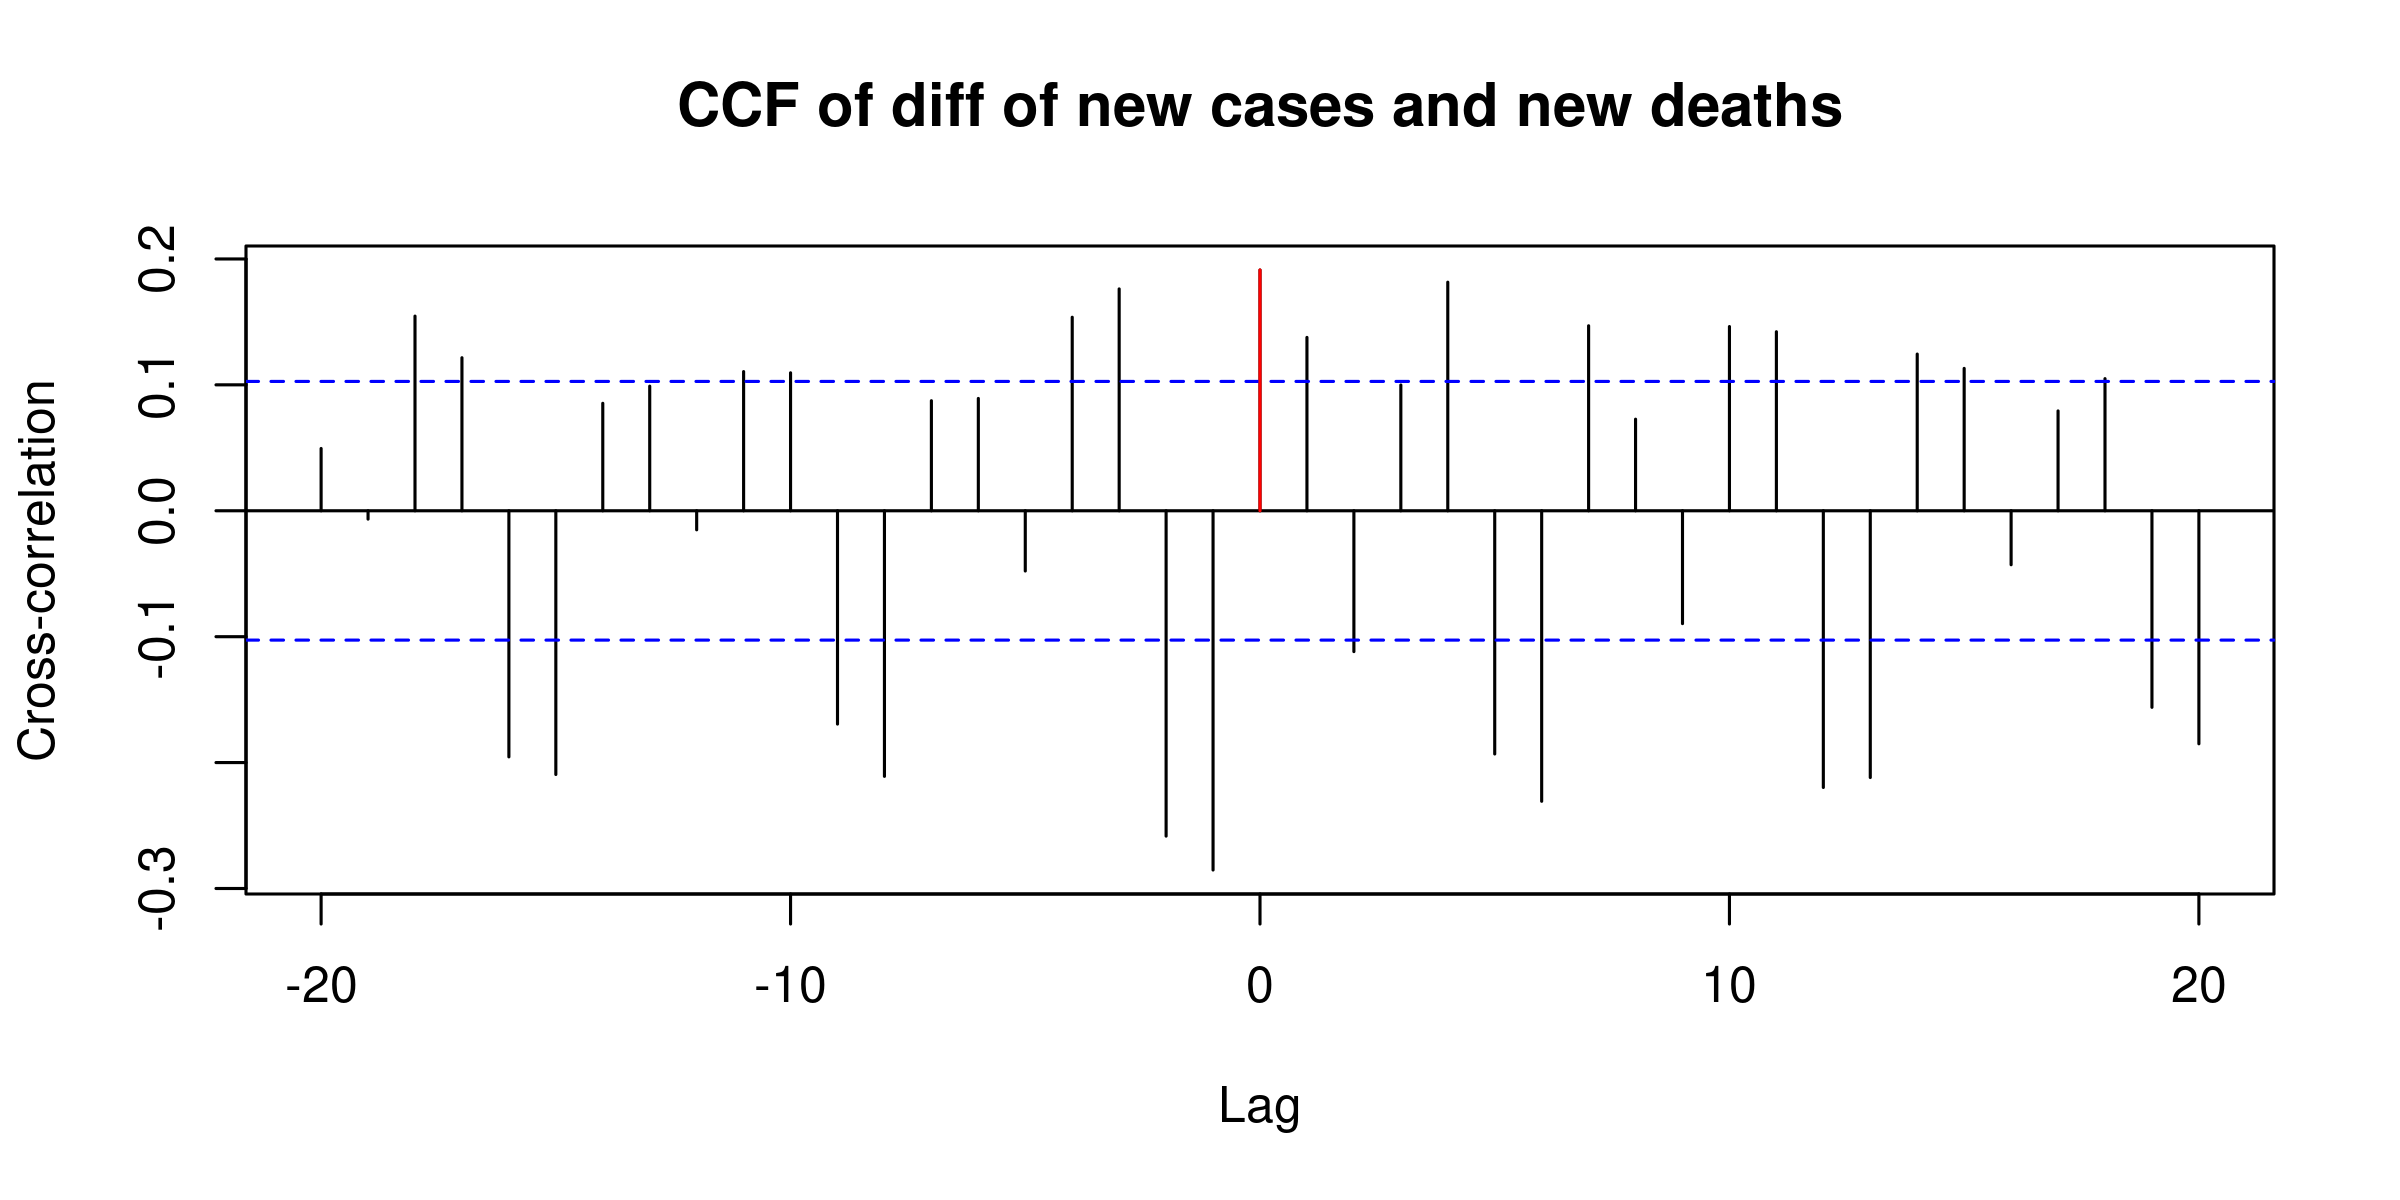 CCF of diff of new cases and new deaths
Cross-correlation
0.2
0.1
0.0
-0.1
-0.3
-20 -10 0 10 20
Lag